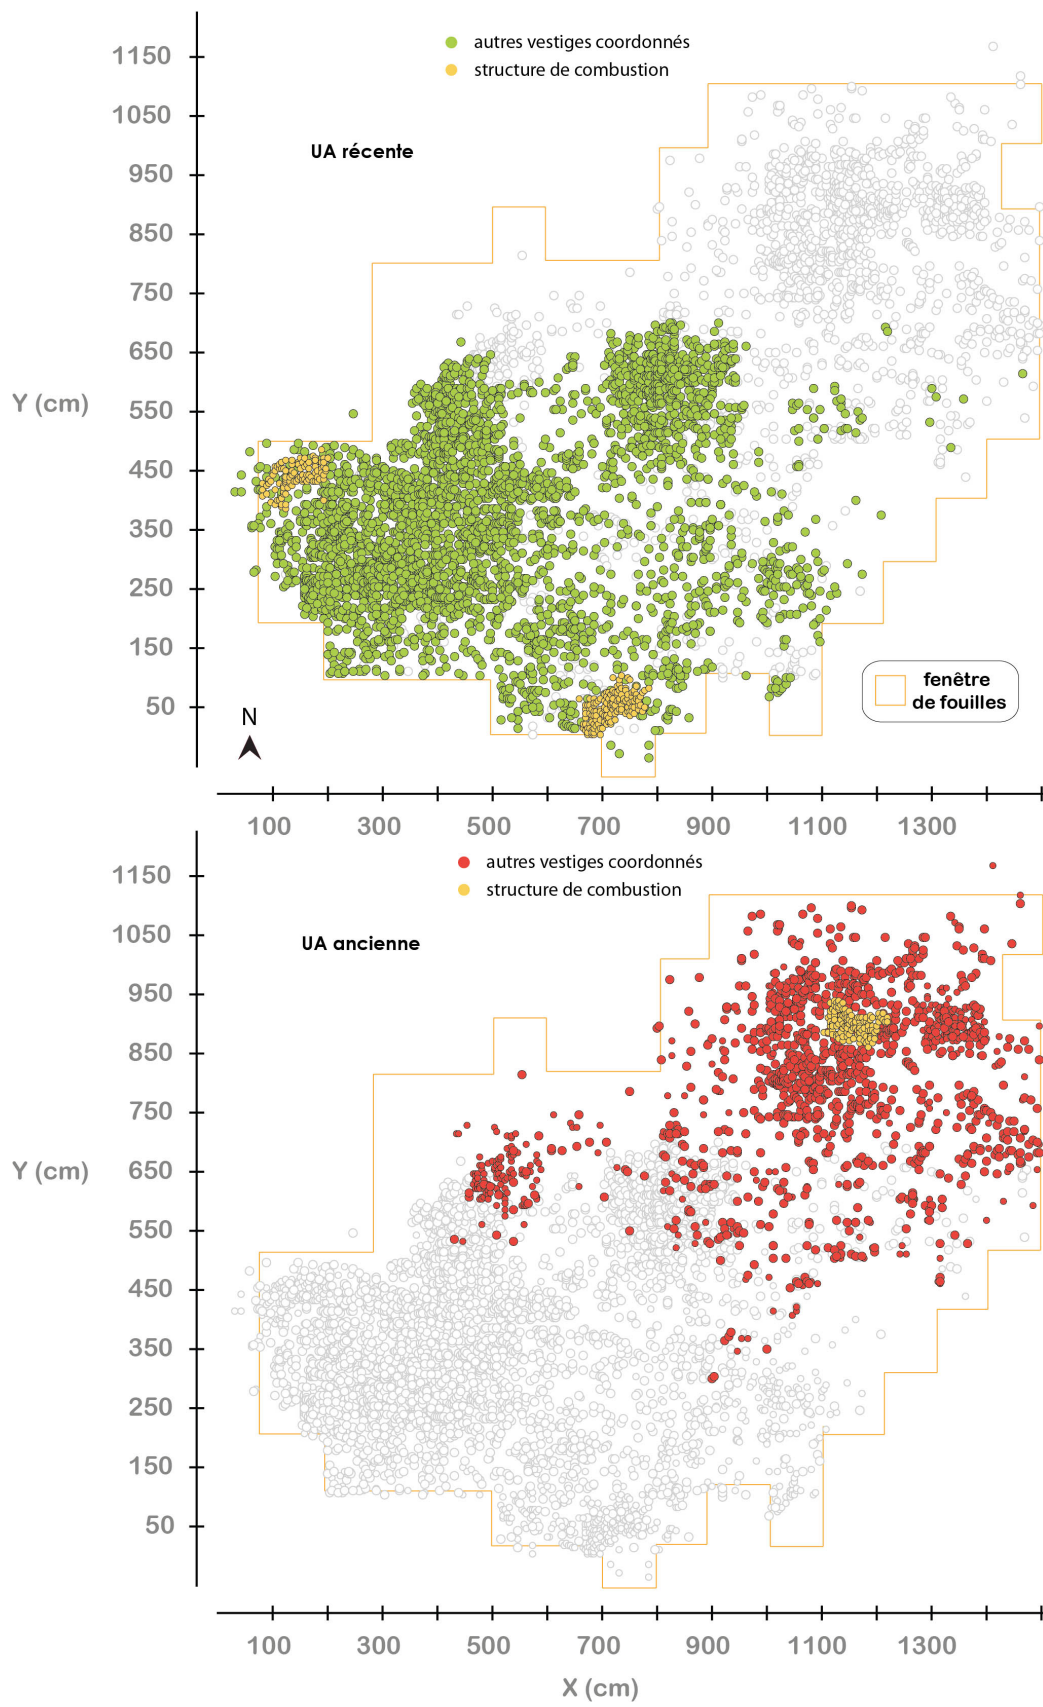 autres vestiges coordonnés
structure de combustion
UA récente
1150
1050
950
850
750
650
550
450
350
250
150
50
Y (cm)
N
fenêtre
de fouilles
100 300 500 700 900 1100 1300
autres vestiges coordonnés
structure de combustion
UA ancienne
1150
1050
950
850
750
650
550
450
350
250
150
50
Y (cm)
100 300 500 700 900 1100 1300
X (cm)